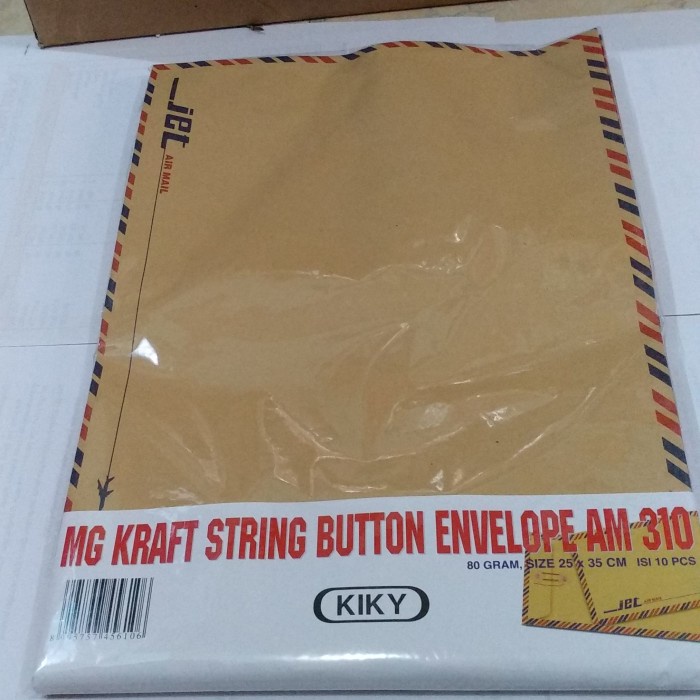 Jet
AIR MAIL
MG KRAFT STRING BUTTON ENVELOPE AM 310
80 GRAM, SIZE 25 x 35 CM ISI 10 PCS
KIKY
Jet